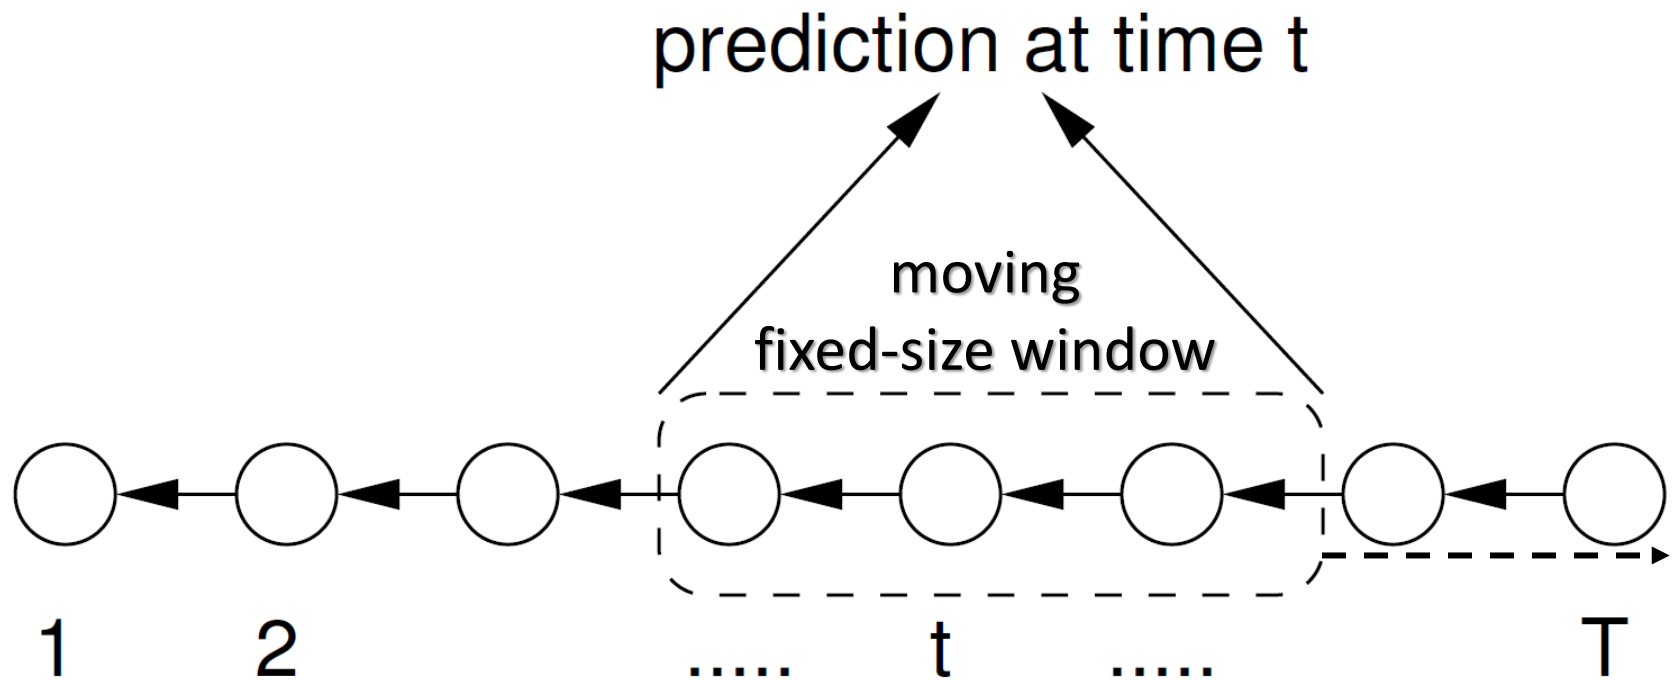 prediction at time t
moving
fixed-size window
1 2 ..... t ..... T